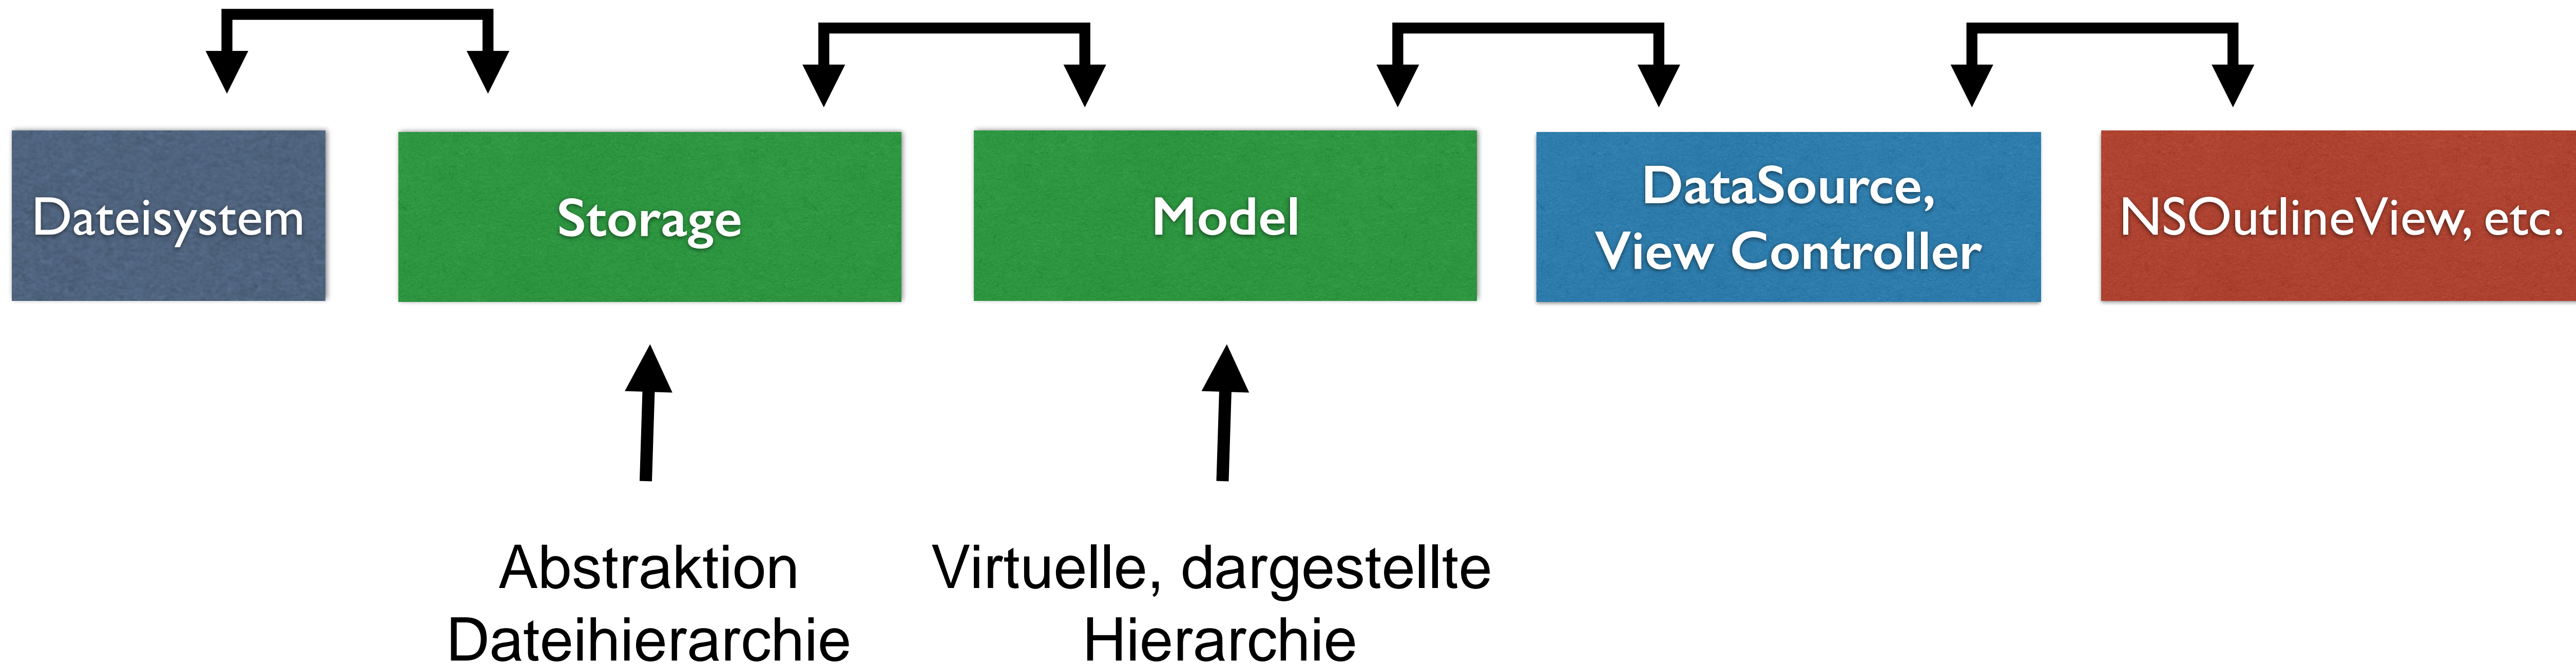 Dateisystem
Storage
Model
DataSource,
View Controller
NSOutlineView, etc.
Abstraktion
Dateihierarchie
Virtuelle, dargestellte
Hierarchie